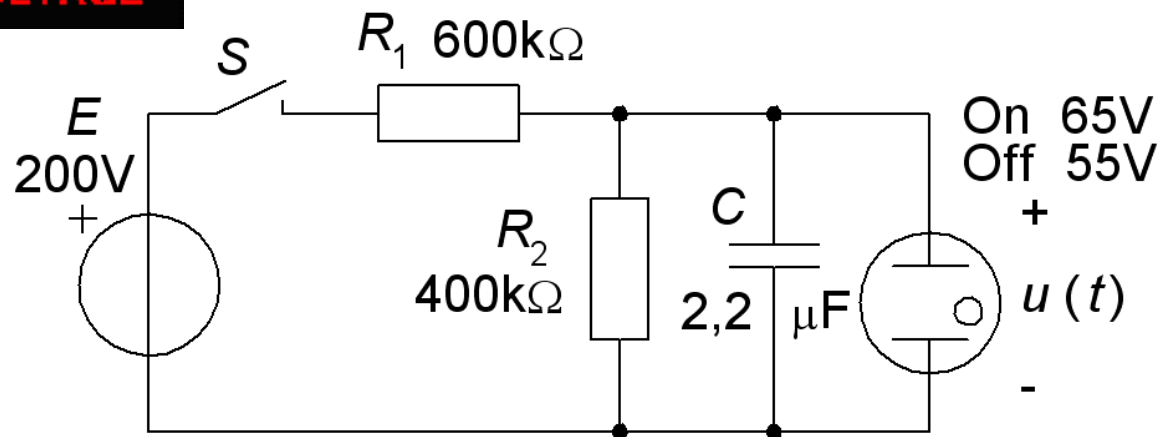 S
R1 600kΩ
E
200V
+
On 65V
Off 55V
+
R2
400kΩ
C
2,2 μF
u (t)
-